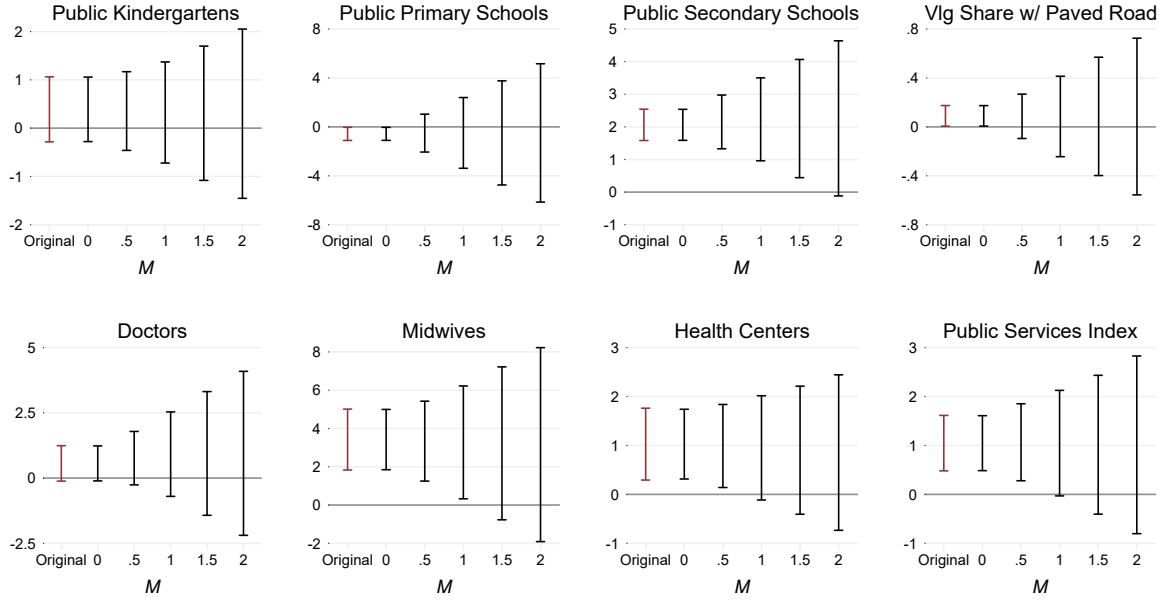 Public Kindergartens
2
1
0
-1
-2
Original 0 .5 1 1.5 2
M
Public Primary Schools
8
4
0
-4
-8
Original 0 .5 1 1.5 2
M
Public Secondary Schools
5
4
3
2
1
0
-1
Original 0 .5 1 1.5 2
M
Vlg Share w/ Paved Road
.8
.4
0
-.4
-.8
Original 0 .5 1 1.5 2
M
Doctors
5
2.5
0
-2.5
Original 0 .5 1 1.5 2
M
Midwives
8
6
4
2
0
-2
Original 0 .5 1 1.5 2
M
Health Centers
3
2
1
0
-1
Original 0 .5 1 1.5 2
M
Public Services Index
3
2
1
0
-1
Original 0 .5 1 1.5 2
M